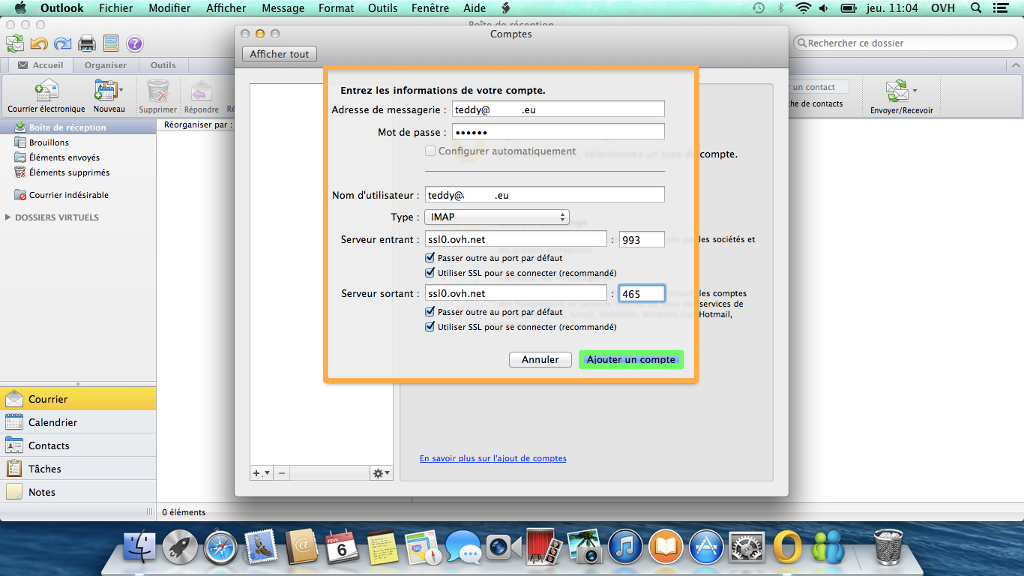 Outlook Fichier Modifier Afficher Message Format Outils Fenêtre Aide jeu. 11:04 OVH
Boîte de réception
Comptes
Afficher tout
Rechercher ce dossier
Accueil Organiser Outils
Courrier électronique Nouveau Supprimer Répondre
un contact
he de contacts
Envoyer/Recevoir
Boîte de réception
Brouillons
Éléments envoyés
Éléments supprimés
Courrier indésirable
DOSSIERS VIRTUELS
Réorganiser par :
Entrez les informations de votre compte.
Adresse de messagerie : teddy@ .eu
Mot de passe : ••••••
Configurer automatiquement
compte.
Nom d'utilisateur : teddy@ .eu
Type : IMAP
Serveur entrant : ssl0.ovh.net : 993
les sociétés et
Passer outre au port par défaut
Utiliser SSL pour se connecter (recommandé)
Serveur sortant : ssl0.ovh.net : 465
les comptes
services de
Hotmail,
Passer outre au port par défaut
Utiliser SSL pour se connecter (recommandé)
Annuler Ajouter un compte
En savoir plus sur l'ajout de comptes
Courrier
Calendrier
Contacts
Tâches
Notes
0 éléments
6